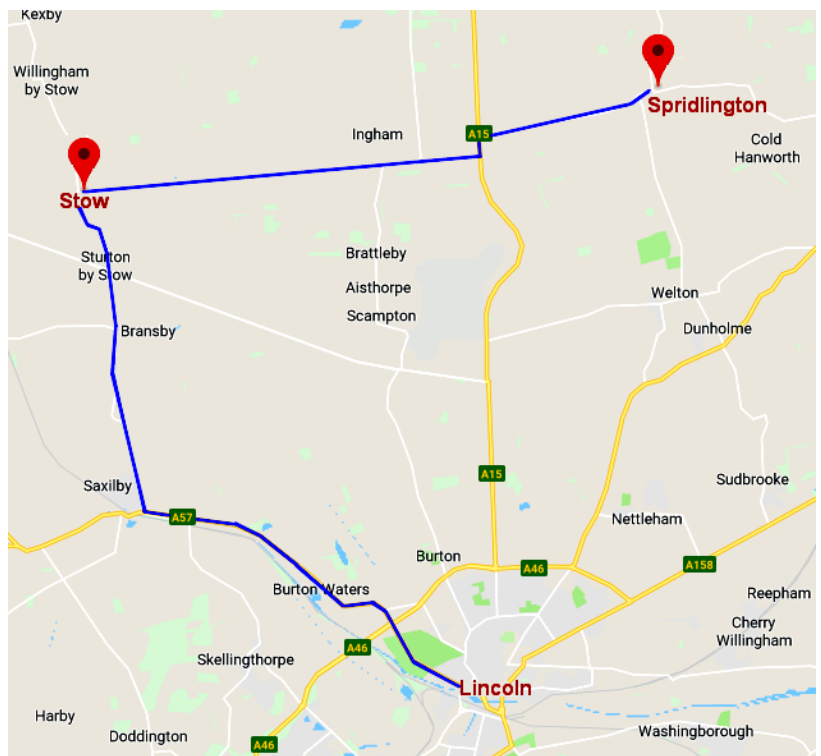 Kexby
Willingham
by Stow
Spridlington
A15
Ingham
Cold
Hanworth
Stow
Sturton
by Stow
Brattleby
Aisthorpe
Scampton
Welton
Bransby
Dunholme
A15
Saxilby
Sudbrooke
A57
Nettleham
Burton
A46
A158
Burton Waters
Reepham
Cherry
Willingham
A46
Skellingthorpe
Lincoln
Harby
Doddington
A46
Washingborough